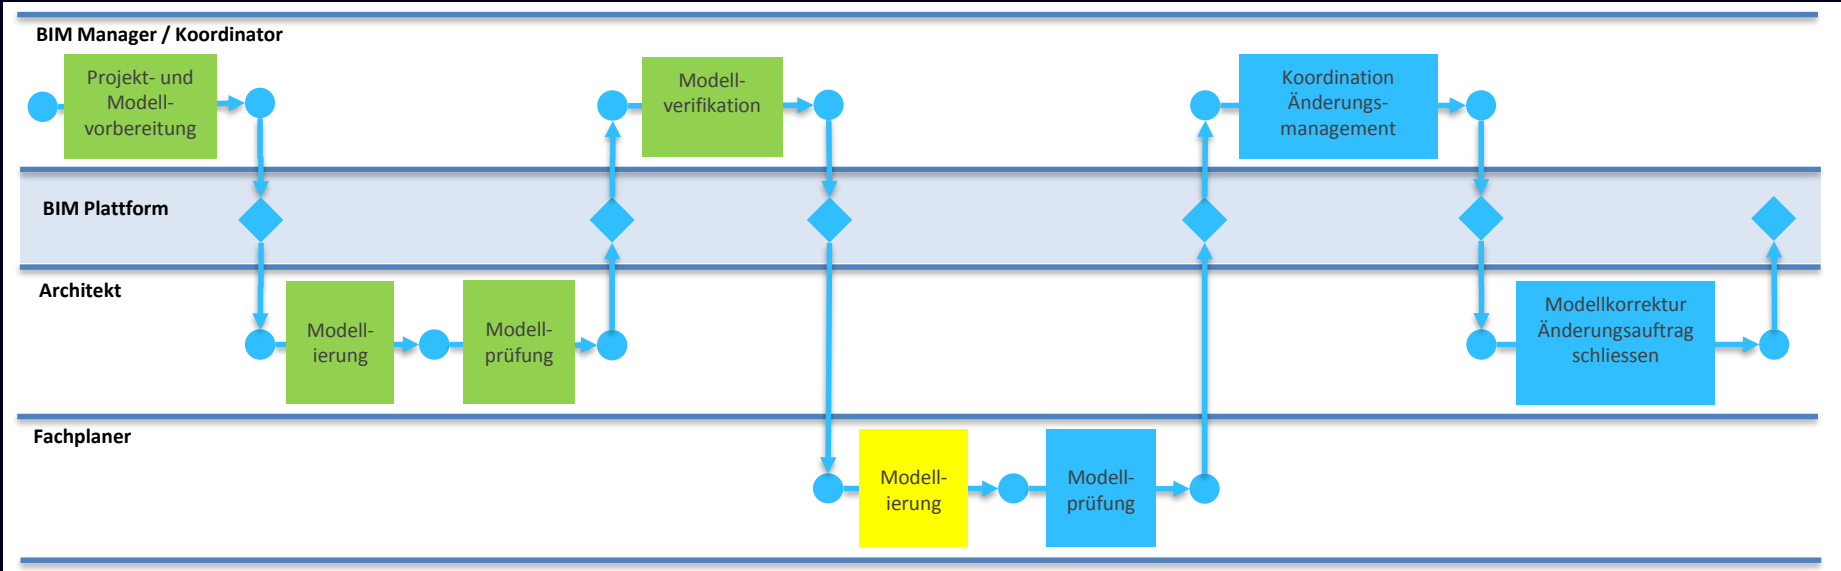 BIM Manager / Koordinator
Projekt- und
Modell-
vorbereitung
Modell-
verifikation
Koordination
Änderungs-
management
BIM Plattform
Architekt
Modell-
ierung
Modell-
prüfung
Modellkorrektur
Änderungsauftrag
schliessen
Fachplaner
Modell-
ierung
Modell-
prüfung